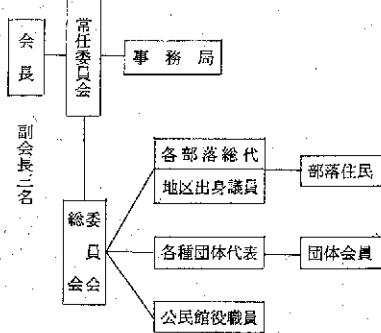 会長
副会長三名
常任委員会
事務局
総委員会会
各部落総代
地区出身議員
部落住民
各種団体代表
団体会員
公民館役職員